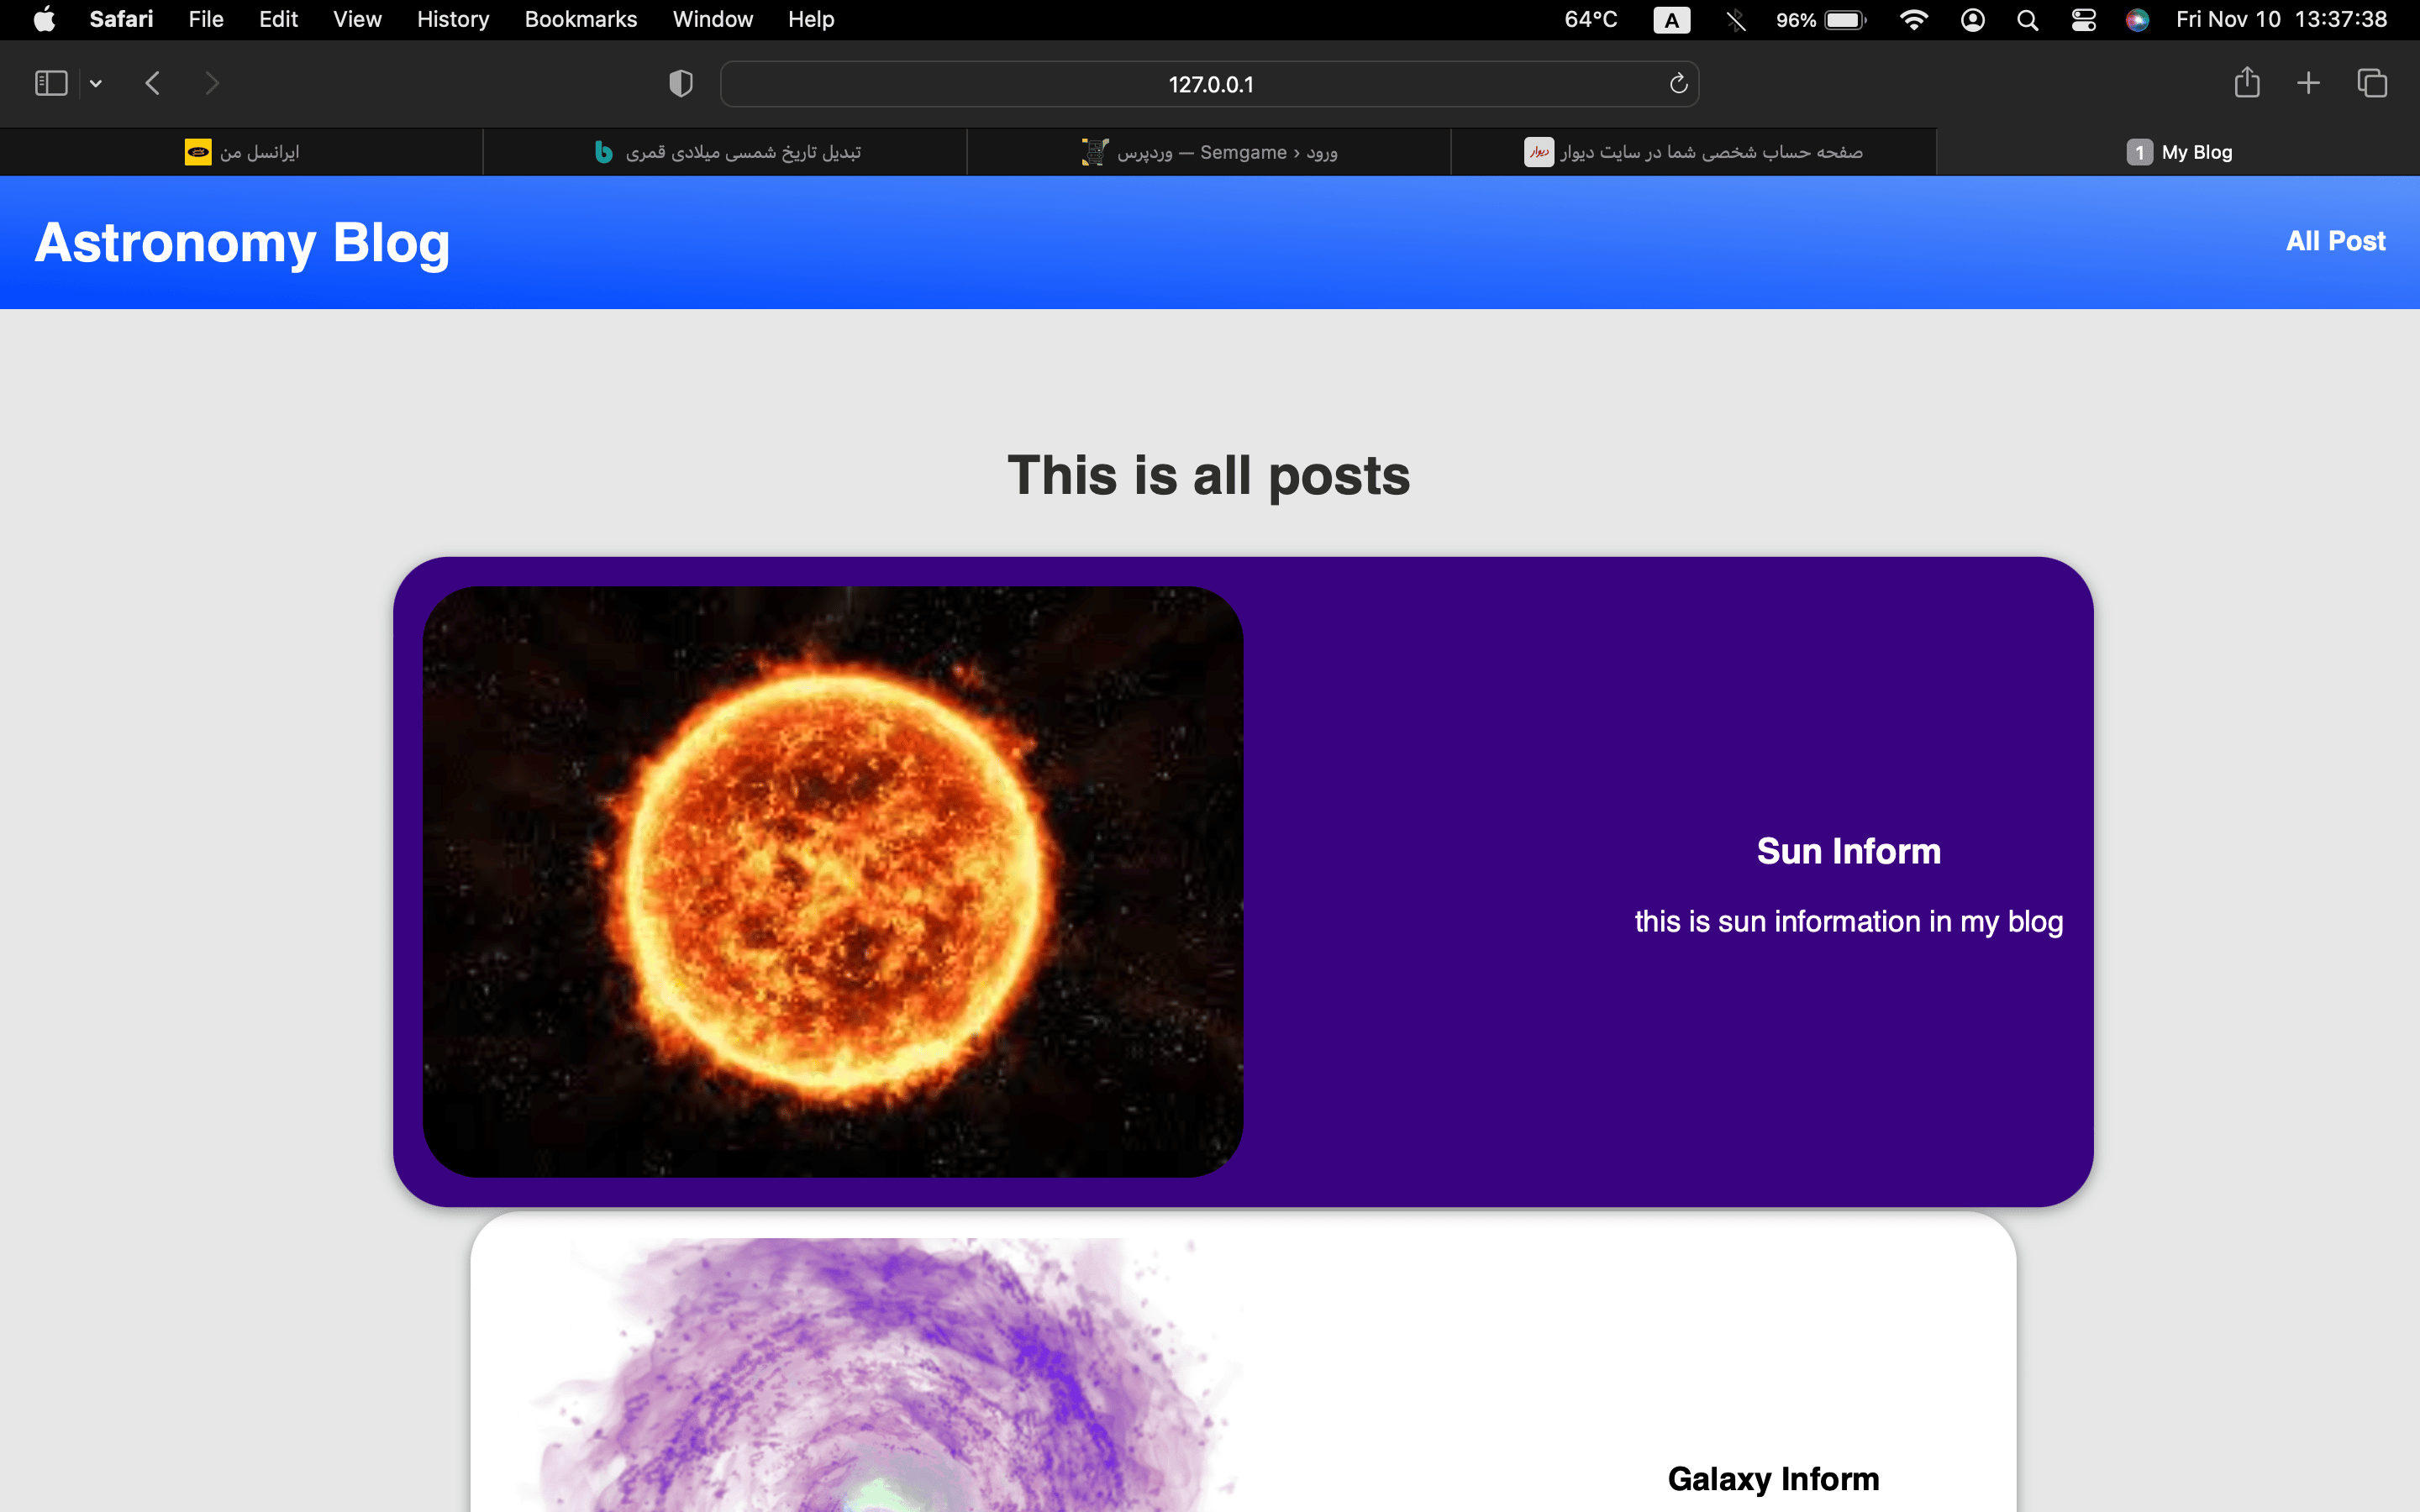 Safari File Edit View History Bookmarks Window Help 64°C A 96% Fri Nov 10 13:37:38
127.0.0.1
ایرانسل من
تبدیل تاریخ شمسی میلادی قمری
ورود › Semgame — وردپرس
دیوار صفحه حساب شخصی شما در سایت دیوار
1 My Blog
Astronomy Blog
All Post
This is all posts
Sun Inform
this is sun information in my blog
Galaxy Inform